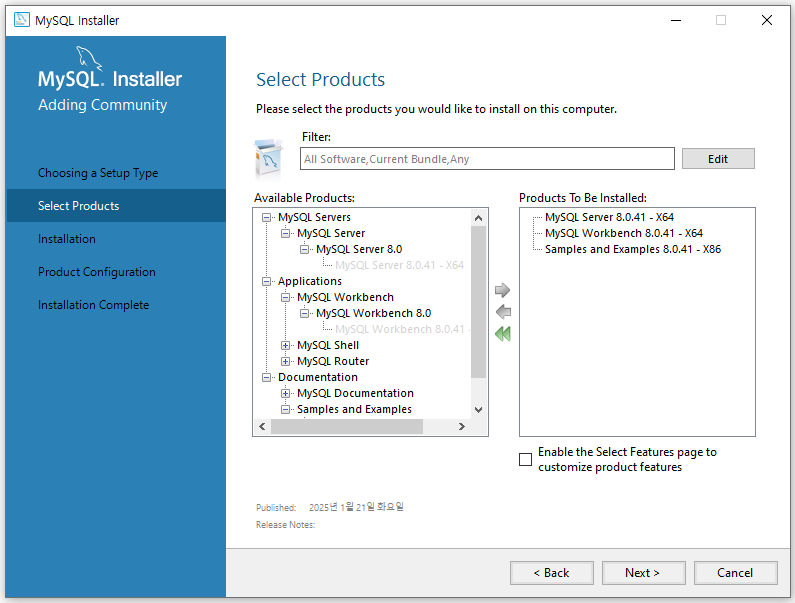 MySQL Installer
MySQL. Installer
Adding Community
Choosing a Setup Type
Select Products
Installation
Product Configuration
Installation Complete
Select Products
Please select the products you would like to install on this computer.
Filter:
All Software,Current Bundle,Any
Edit
Available Products:
MySQL Servers
MySQL Server
MySQL Server 8.0
MySQL Server 8.0.41 - X64
Applications
MySQL Workbench
MySQL Workbench 8.0
MySQL Workbench 8.0.41 -
MySQL Shell
MySQL Router
Documentation
MySQL Documentation
Samples and Examples
Products To Be Installed:
MySQL Server 8.0.41 - X64
MySQL Workbench 8.0.41 - X64
Samples and Examples 8.0.41 - X86
Enable the Select Features page to
customize product features
Published: 2025년 1월 21일 화요일
Release Notes:
< Back
Next >
Cancel